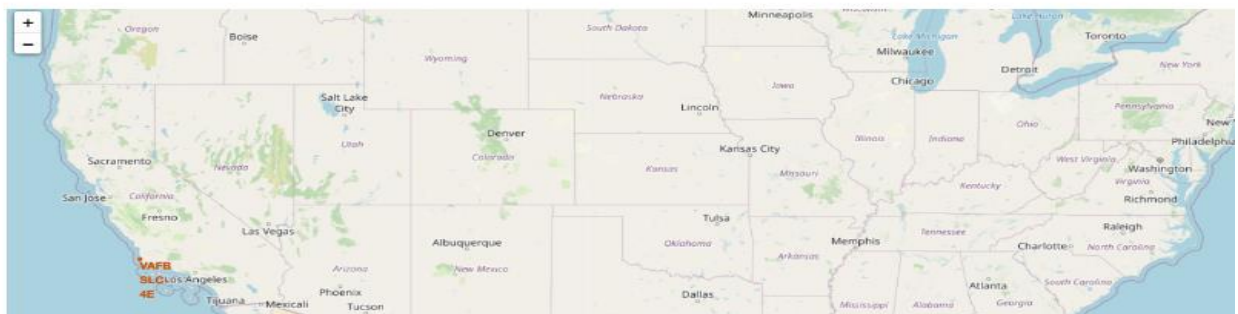 +
−
Oregon
Boise
South Dakota
Minneapolis
Wisconsin
Lake Huron
Lake Michigan
Toronto
Milwaukee
Wyoming
Detroit
New York
Chicago
Salt Lake
City
Nebraska
Iowa
Lincoln
Pennsylvania
New
Denver
Utah
Colorado
Illinois
Indiana
Ohio
Philadelphia
Kansas City
Sacramento
Nevada
Kansas
Missouri
West Virginia
Washington
Virginia
San Jose
California
Kentucky
Richmond
Fresno
Las Vegas
Tulsa
Albuquerque
Oklahoma
Memphis
Tennessee
Raleigh
Charlotte
North Carolina
VAFB
SLC
4E
Los Angeles
Arizona
New Mexico
Arkansas
Phoenix
Tucson
Tijuana
Mexicali
Dallas
Atlanta
South Carolina
Mississippi
Alabama
Georgia